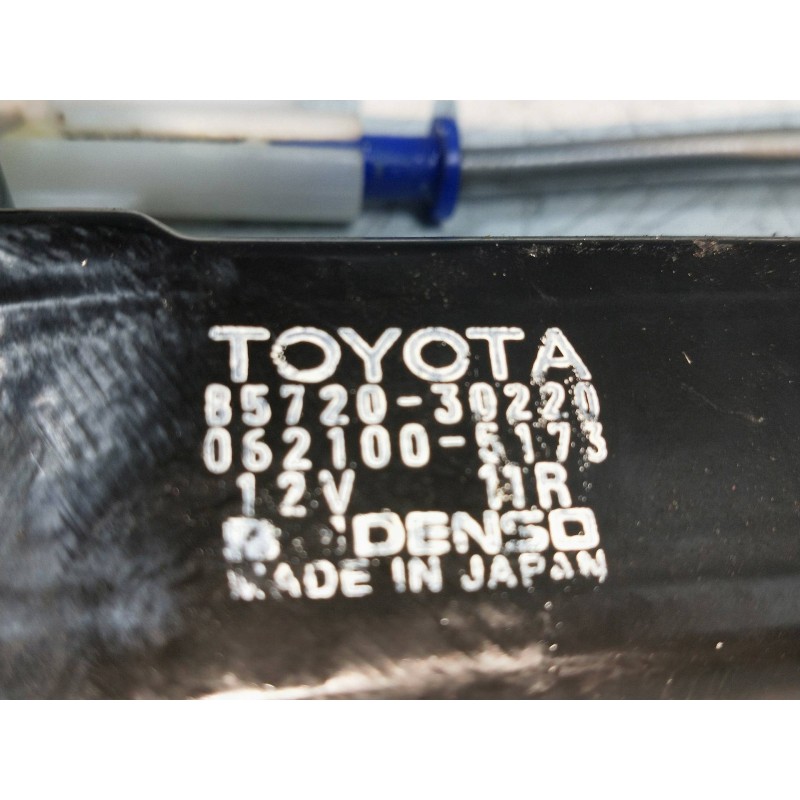 TOYOTA
85720-30220
062100-5173
12V 11R
DENSO
MADE IN JAPAN